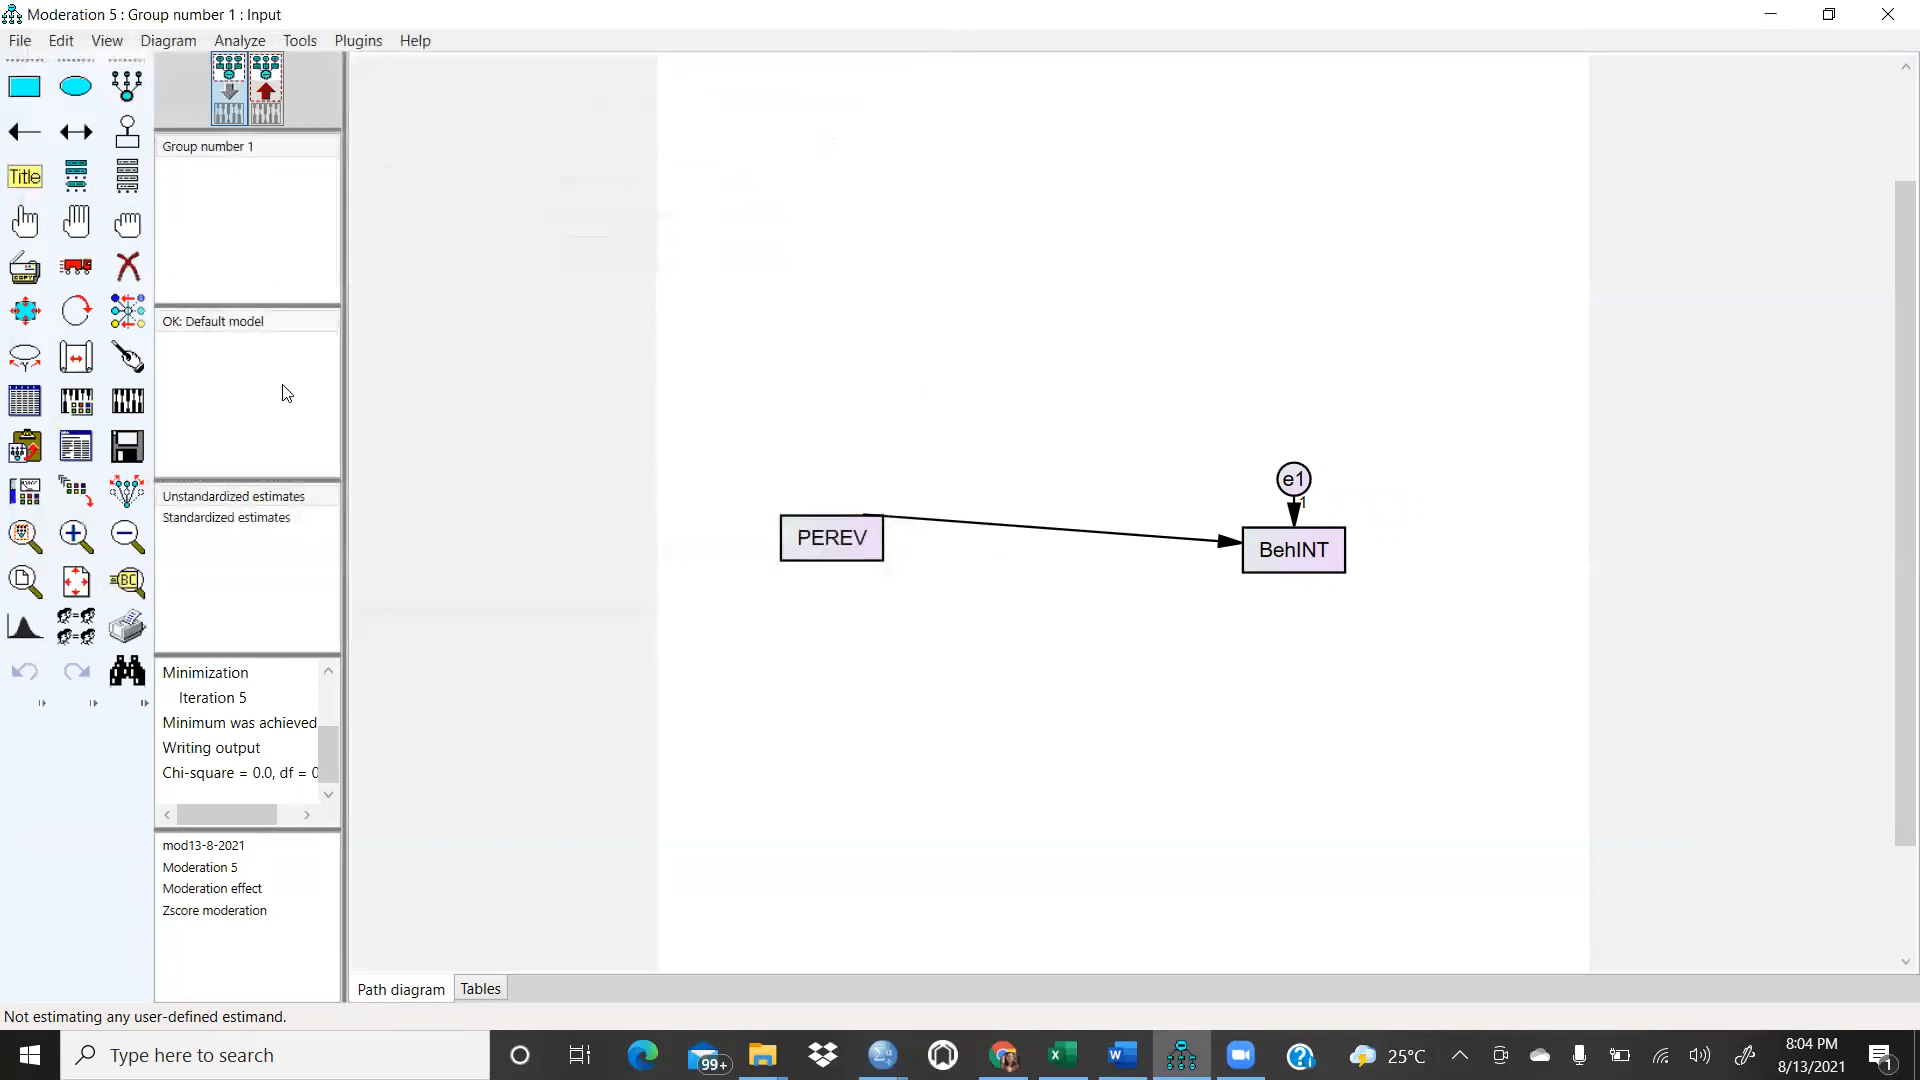 Moderation 5 : Group number 1 : Input
File Edit View Diagram Analyze Tools Plugins Help
Title
Group number 1
OK: Default model
Unstandardized estimates
Standardized estimates
Minimization
Iteration 5
Minimum was achieved
Writing output
Chi-square = 0.0, df = 0
mod13-8-2021
Moderation 5
Moderation effect
Zscore moderation
e1
1
PEREV
BehINT
Path diagram Tables
Not estimating any user-defined estimand.
Type here to search
99+
25°C
8:04 PM
8/13/2021
1